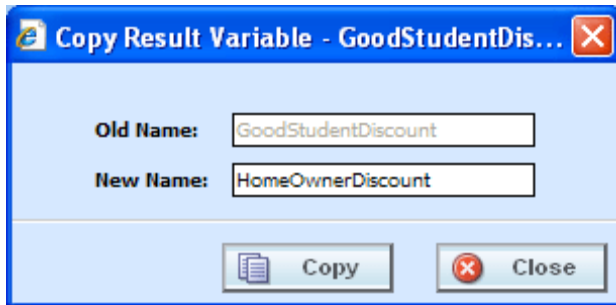 Copy Result Variable - GoodStudentDis...
Old Name: GoodStudentDiscount
New Name: HomeOwnerDiscount
Copy Close